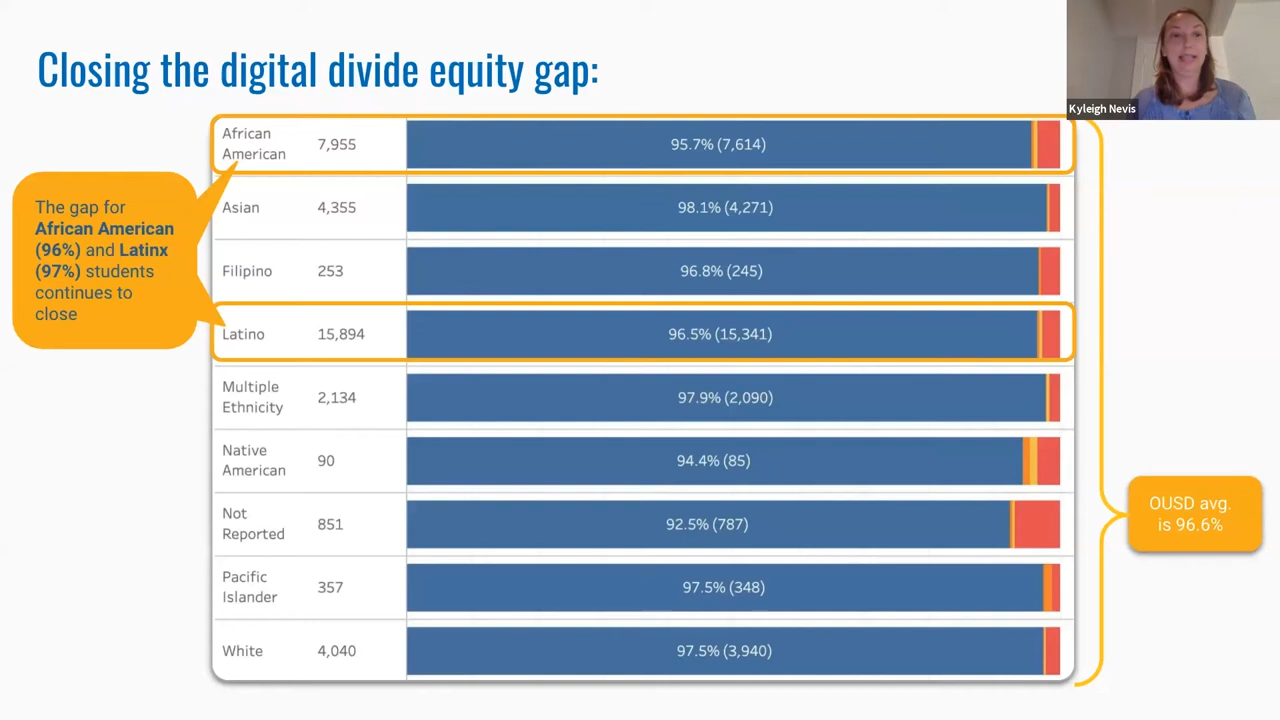 Closing the digital divide equity gap:
Kyleigh Nevis
African
American
7,955
95.7% (7,614)
The gap for
African American
(96%) and Latinx
(97%) students
continues to
close
Asian
4,355
98.1% (4,271)
Filipino
253
96.8% (245)
Latino
15,894
96.5% (15,341)
Multiple
Ethnicity
2,134
97.9% (2,090)
Native
American
90
94.4% (85)
Not
Reported
851
92.5% (787)
OUSD avg.
is 96.6%
Pacific
Islander
357
97.5% (348)
White
4,040
97.5% (3,940)